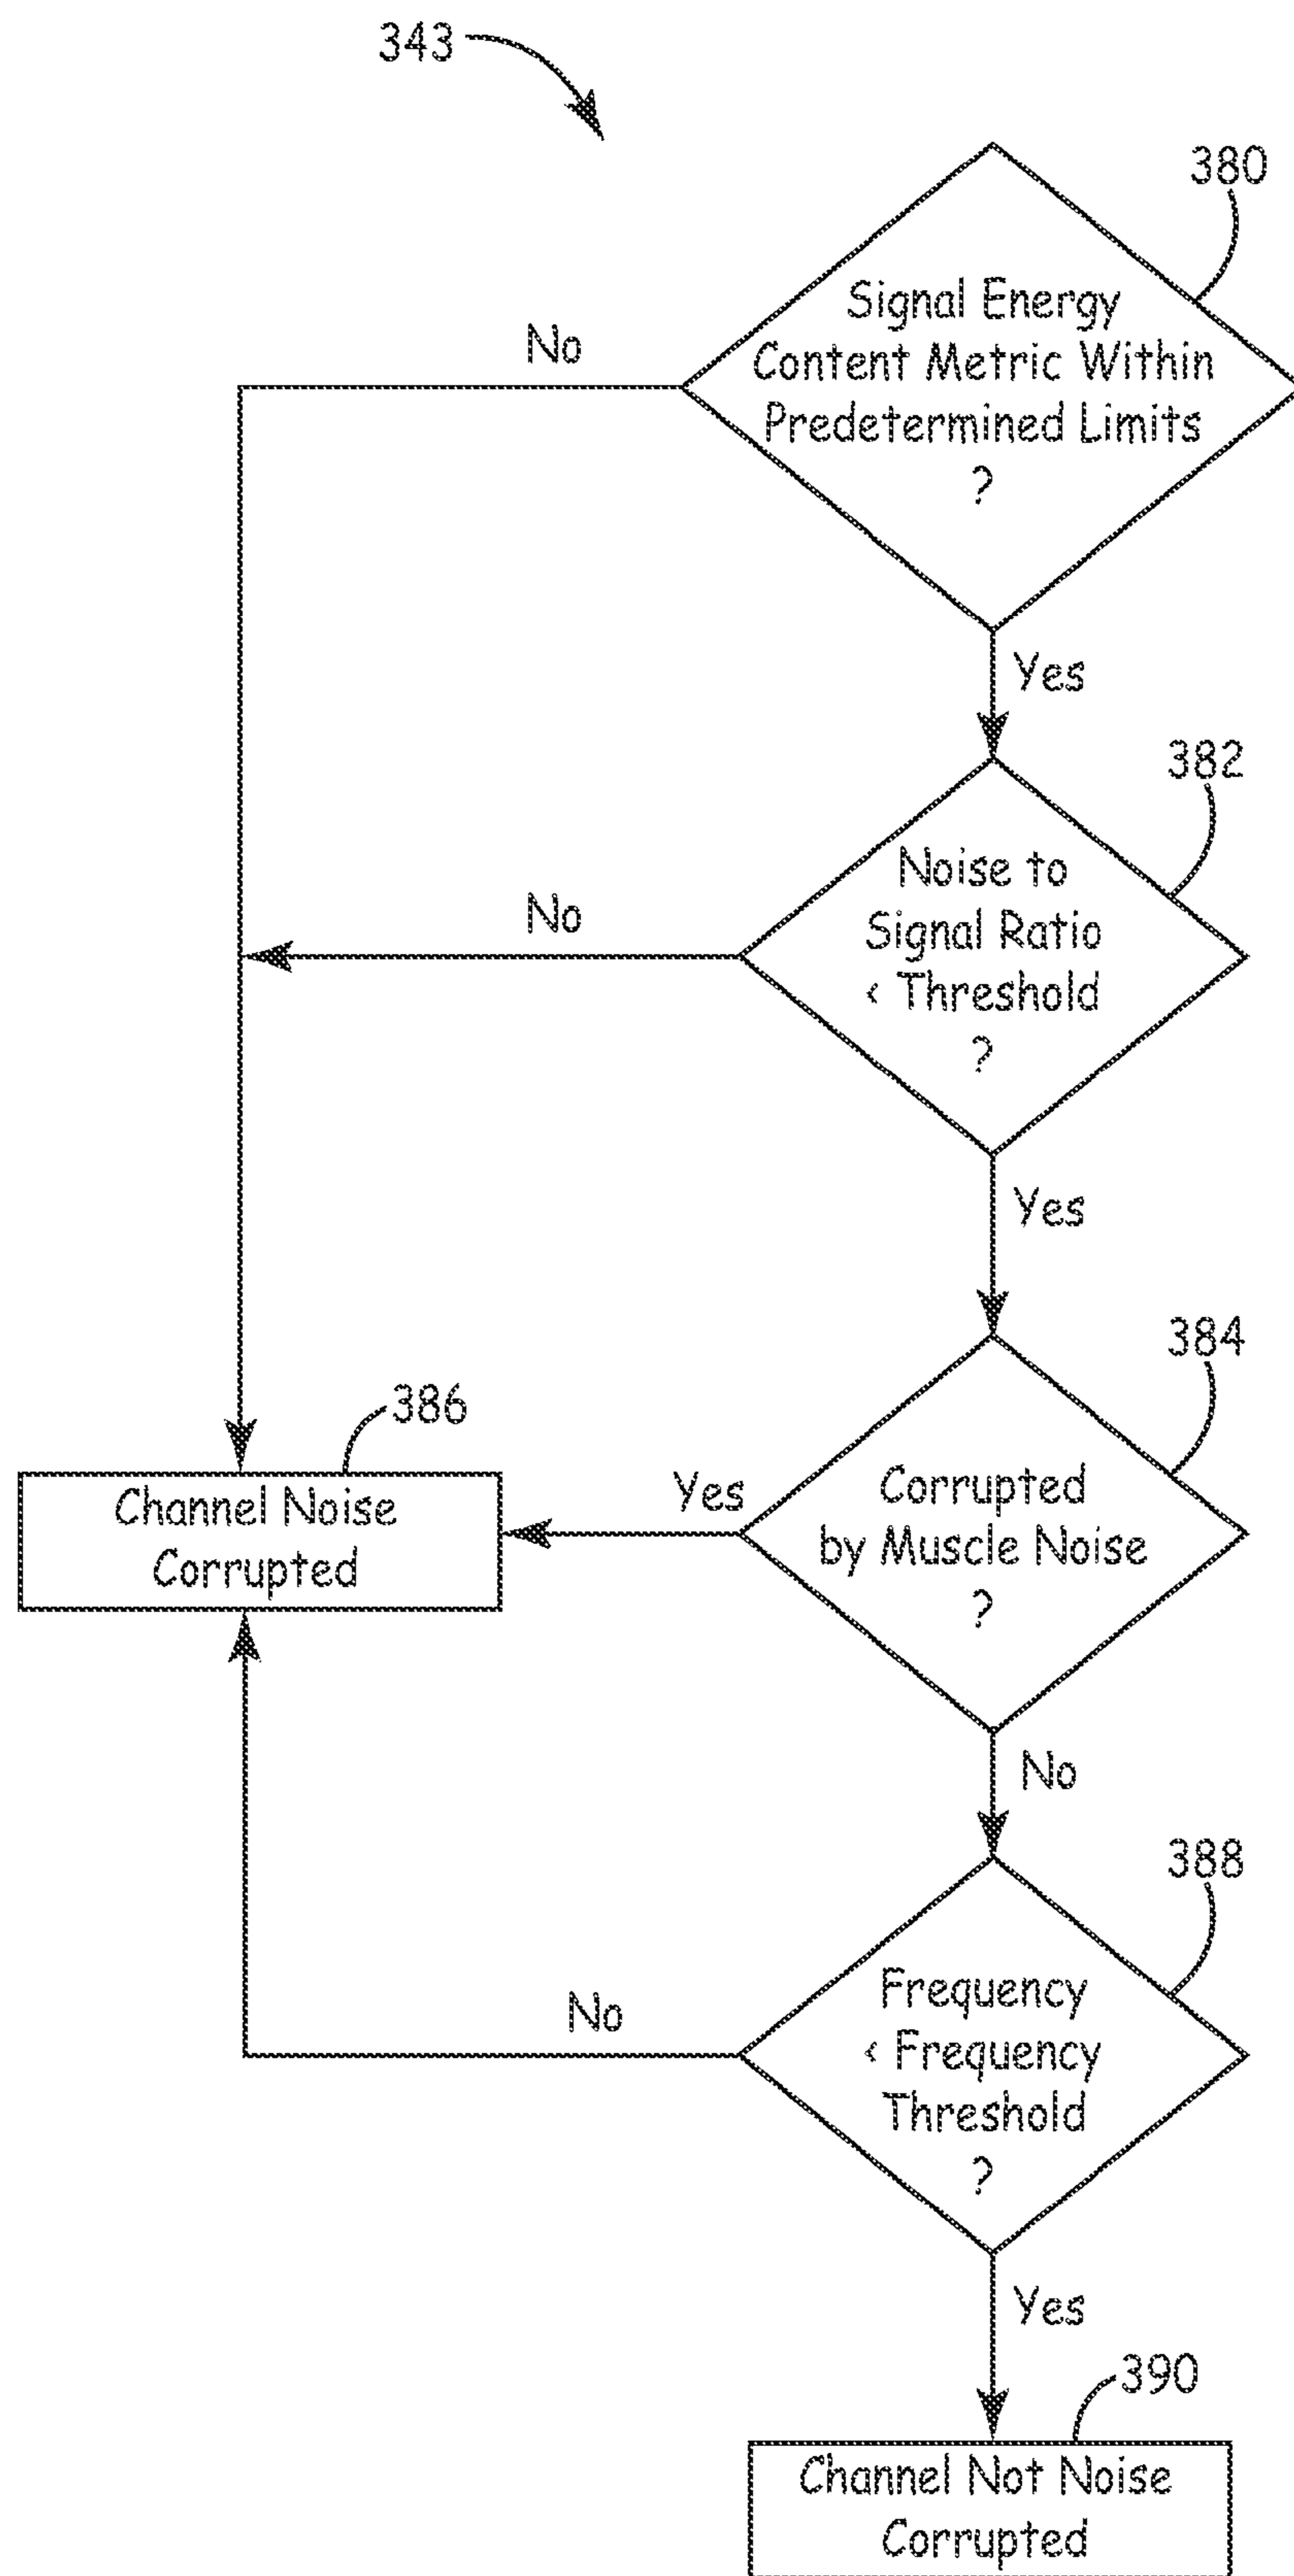 343
380
Signal Energy
Content Metric Within
Predetermined Limits
?
No
Yes
382
Noise to
Signal Ratio
< Threshold
?
No
Yes
384
386
Channel Noise
Corrupted
Yes
Corrupted
by Muscle Noise
?
No
388
Frequency
< Frequency
Threshold
?
No
Yes
390
Channel Not Noise
Corrupted